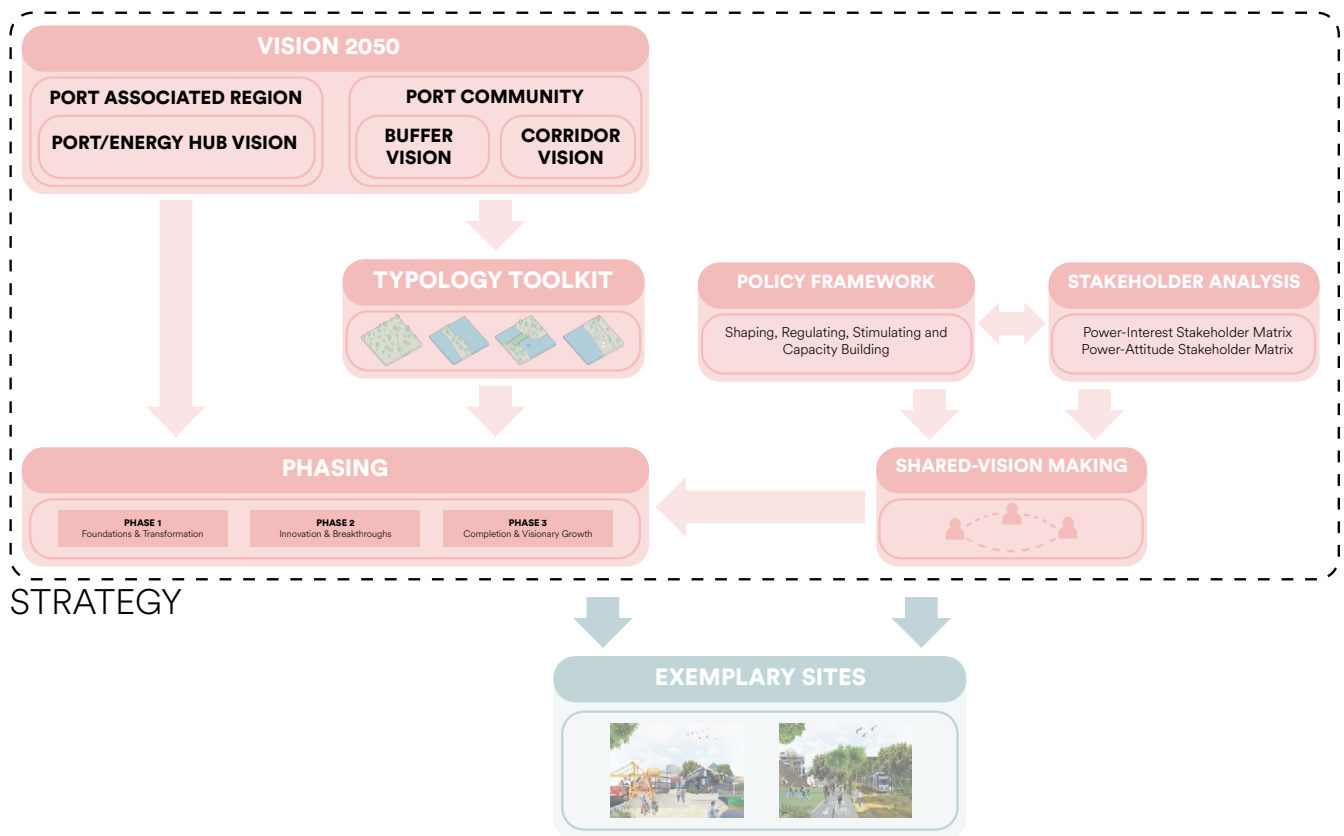 VISION 2050
PORT ASSOCIATED REGION
PORT/ENERGY HUB VISION
PORT COMMUNITY
BUFFER
VISION
CORRIDOR
VISION
TYPOLOGY TOOLKIT
POLICY FRAMEWORK
Shaping, Regulating, Stimulating and
Capacity Building
STAKEHOLDER ANALYSIS
Power-Interest Stakeholder Matrix
Power-Attitude Stakeholder Matrix
PHASING
PHASE 1
Foundations & Transformation
PHASE 2
Innovation & Breakthroughs
PHASE 3
Completion & Visionary Growth
SHARED-VISION MAKING
STRATEGY
EXEMPLARY SITES